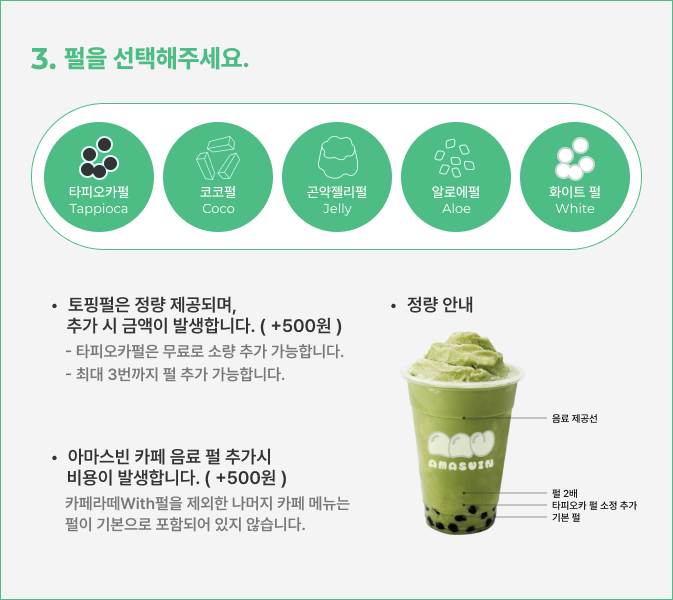 3. 펄을 선택해주세요.
타피오카펄
Tappioca
코코펄
Coco
곤약젤리펄
Jelly
알로에펄
Aloe
화이트 펄
White
• 토핑펄은 정량 제공되며,
추가 시 금액이 발생합니다. ( +500원 )
- 타피오카펄은 무료로 소량 추가 가능합니다.
- 최대 3번까지 펄 추가 가능합니다.
• 아마스빈 카페 음료 펄 추가시
비용이 발생합니다. ( +500원 )
카페라떼With펄을 제외한 나머지 카페 메뉴는
펄이 기본으로 포함되어 있지 않습니다.
• 정량 안내
음료 제공선
AMASVIN
펄 2배
타피오카 펄 소정 추가
기본 펄